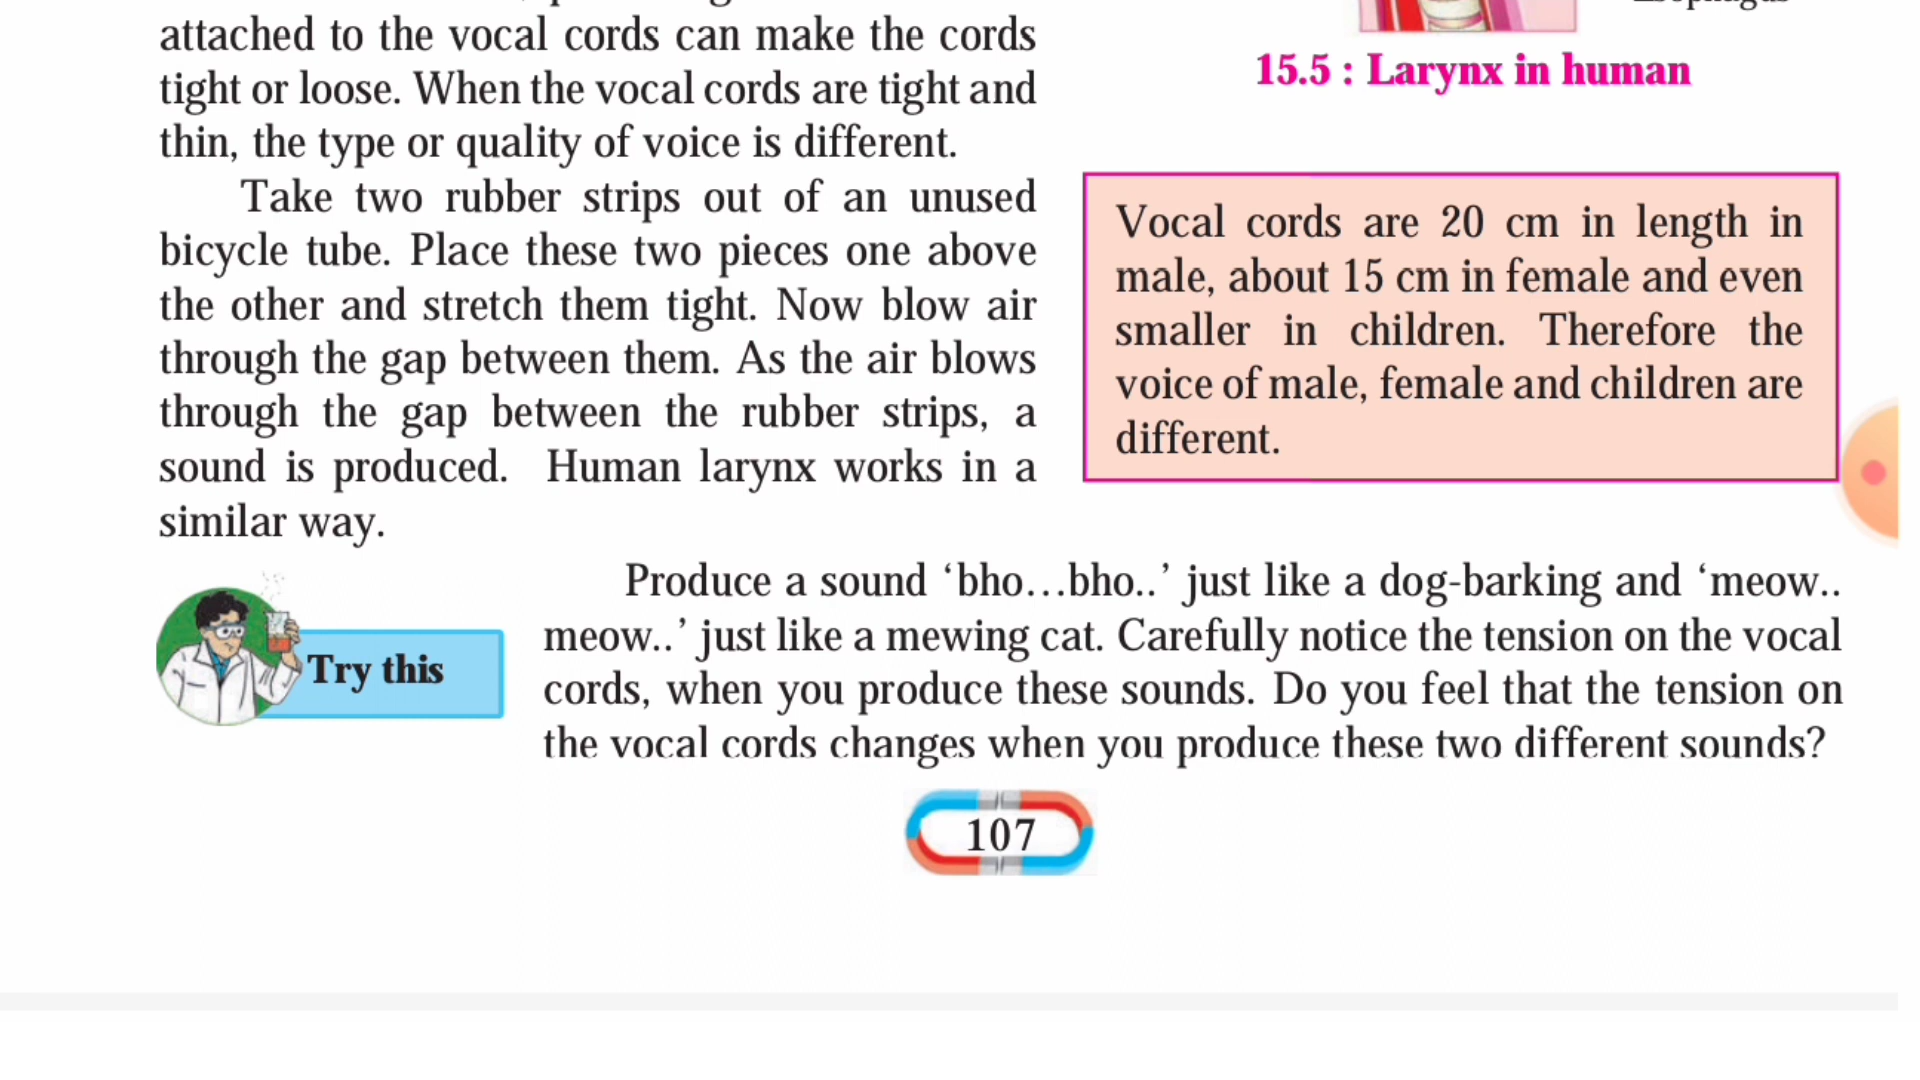 attached to the vocal cords can make the cords
tight or loose. When the vocal cords are tight and
thin, the type or quality of voice is different.
Take two rubber strips out of an unused
bicycle tube. Place these two pieces one above
the other and stretch them tight. Now blow air
through the gap between them. As the air blows
through the gap between the rubber strips, a
sound is produced. Human larynx works in a
similar way.
15.5 : Larynx in human
Vocal cords are 20 cm in length in
male, about 15 cm in female and even
smaller in children. Therefore the
voice of male, female and children are
different.
Try this
Produce a sound ‘bho…bho..’ just like a dog-barking and ‘meow..
meow..’ just like a mewing cat. Carefully notice the tension on the vocal
cords, when you produce these sounds. Do you feel that the tension on
the vocal cords changes when you produce these two different sounds?
107